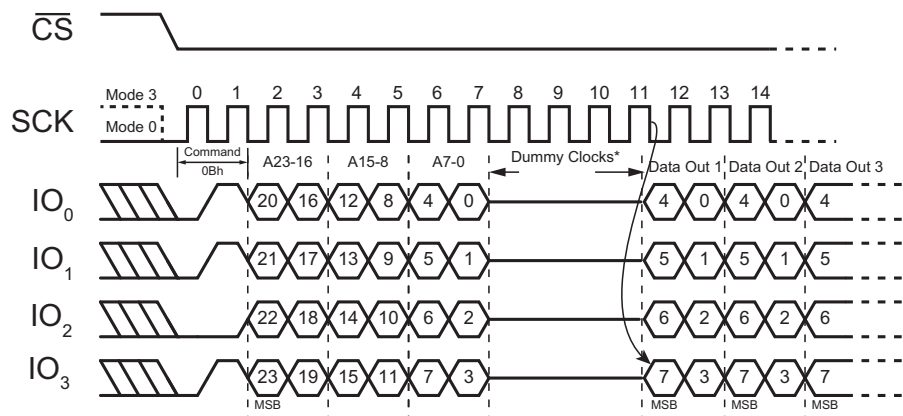 CS
0 1 2 3 4 5 6 7 8 9 10 11 12 13 14
Mode 3
SCK
Mode 0
Command
0Bh
A23-16 A15-8 A7-0 Dummy Clocks* Data Out 1 Data Out 2 Data Out 3
IO0 20 16 12 8 4 0 4 0 4 0 4
IO1 21 17 13 9 5 1 5 1 5 1 5
IO2 22 18 14 10 6 2 6 2 6 2 6
IO3 23 19 15 11 7 3 7 3 7 3 7
MSB MSB MSB MSB